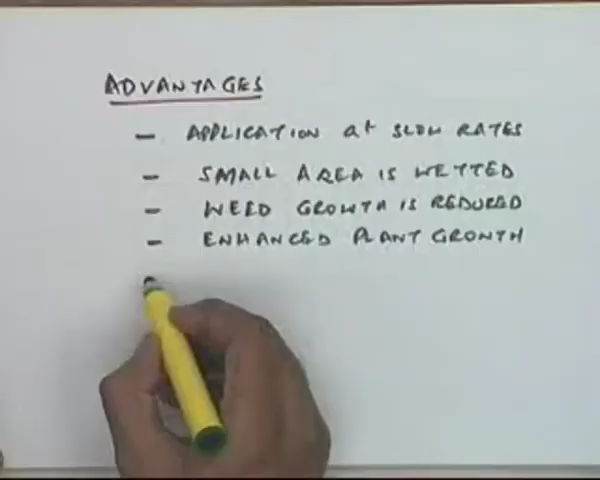 ADVANTAGES
- APPLICATION at SLOW RATES
- SMALL AREA IS WETTED
- WEED GROWTH IS REDUCED
- ENHANCED PLANT GROWTH
-